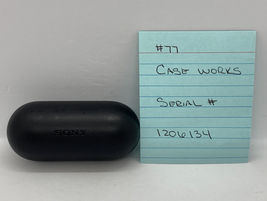 #77
CASE WORKS
SERIAL #
1206134
SONY